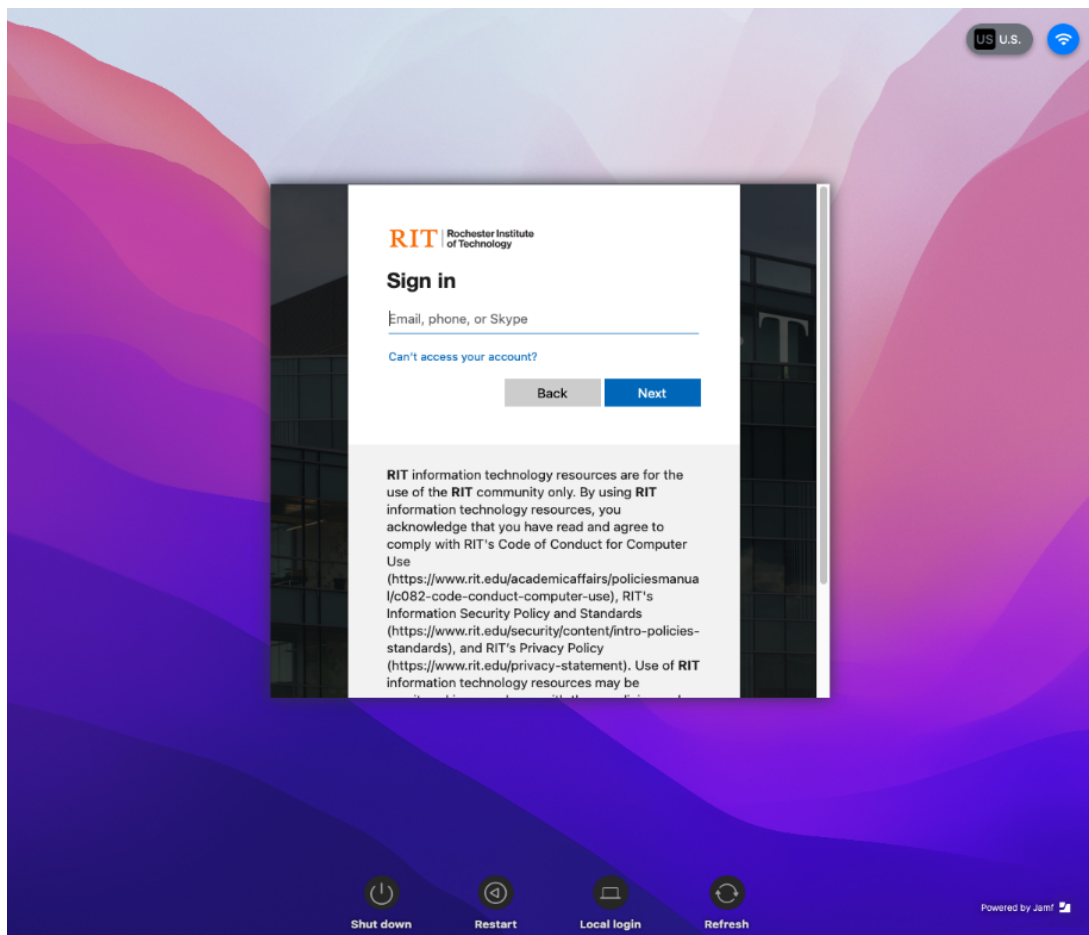 US U.S.
RIT Rochester Institute
of Technology
Sign in
Email, phone, or Skype
Can't access your account?
Back Next
RIT information technology resources are for the
use of the RIT community only. By using RIT
information technology resources, you
acknowledge that you have read and agree to
comply with RIT's Code of Conduct for Computer
Use
(https://www.rit.edu/academicaffairs/policiesmanua
l/c082-code-conduct-computer-use), RIT's
Information Security Policy and Standards
(https://www.rit.edu/security/content/intro-policies-
standards), and RIT's Privacy Policy
(https://www.rit.edu/privacy-statement). Use of RIT
information technology resources may be
Shut down Restart Local login Refresh
Powered by Jamf